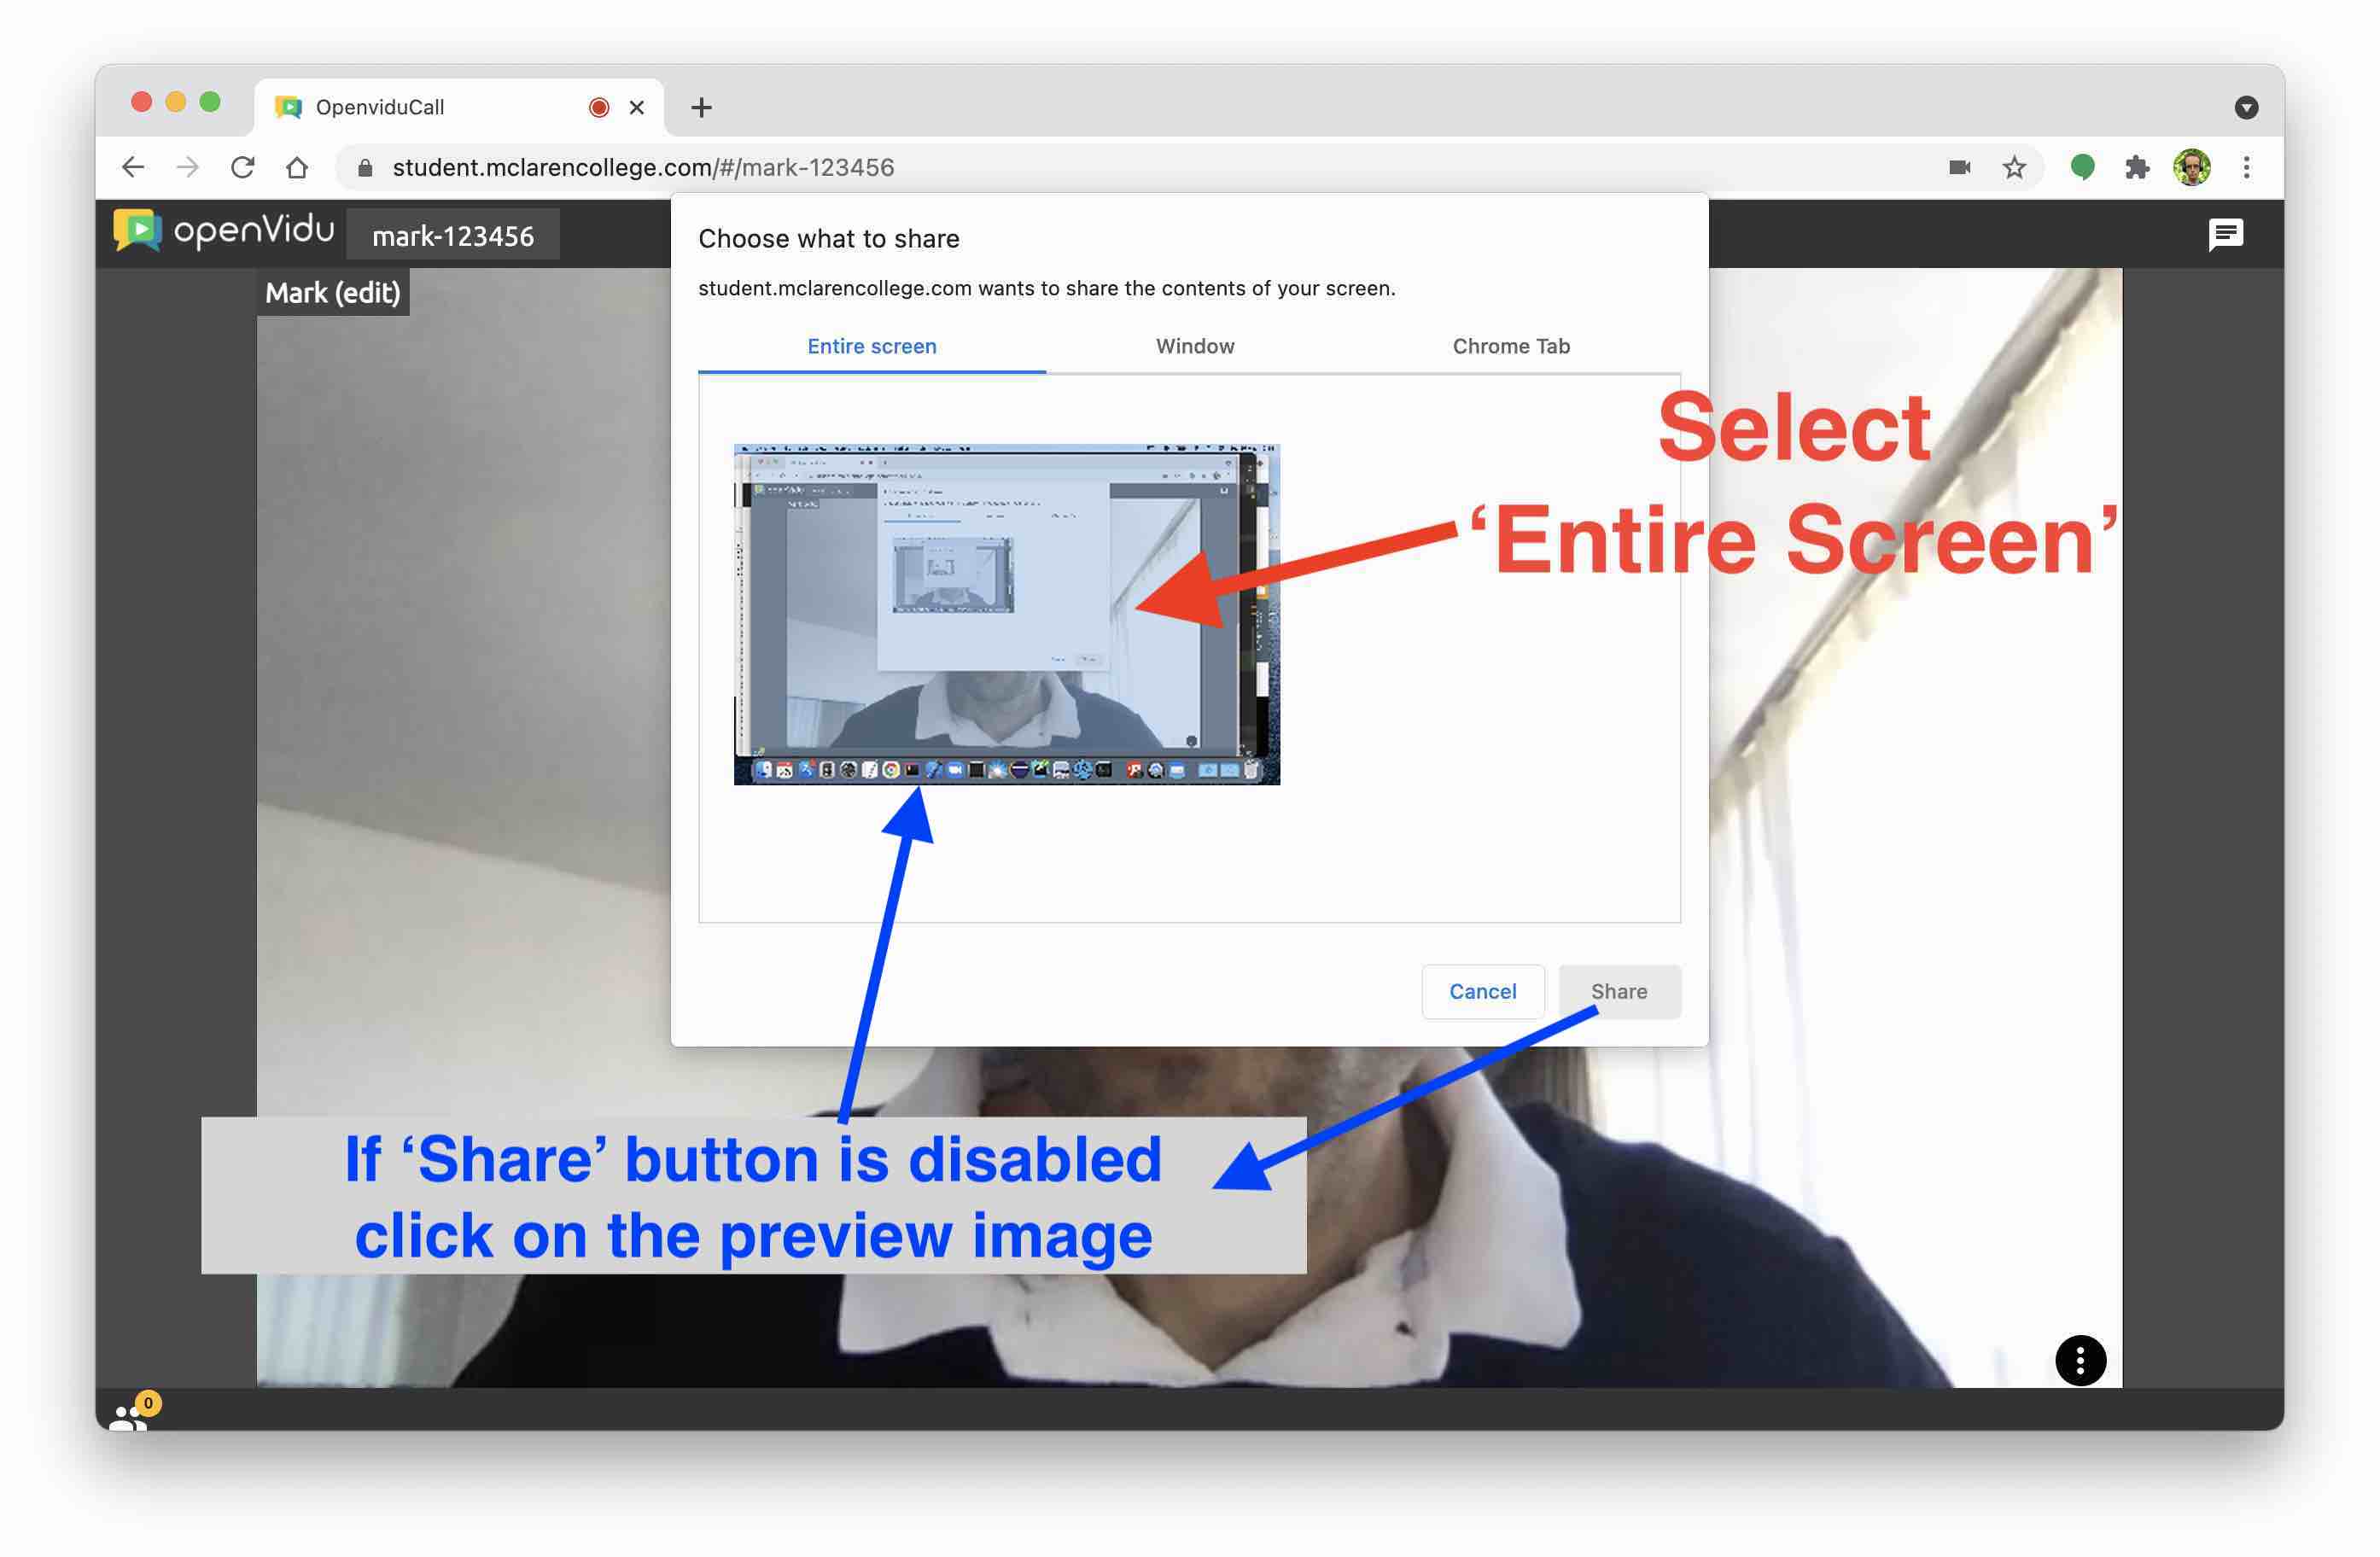 OpenviduCall
student.mclarencollege.com/#/mark-123456
openVidu
mark-123456
Mark (edit)
Choose what to share
student.mclarencollege.com wants to share the contents of your screen.
Entire screen
Window
Chrome Tab
Select
‘Entire Screen’
Cancel
Share
If ‘Share’ button is disabled
click on the preview image
0